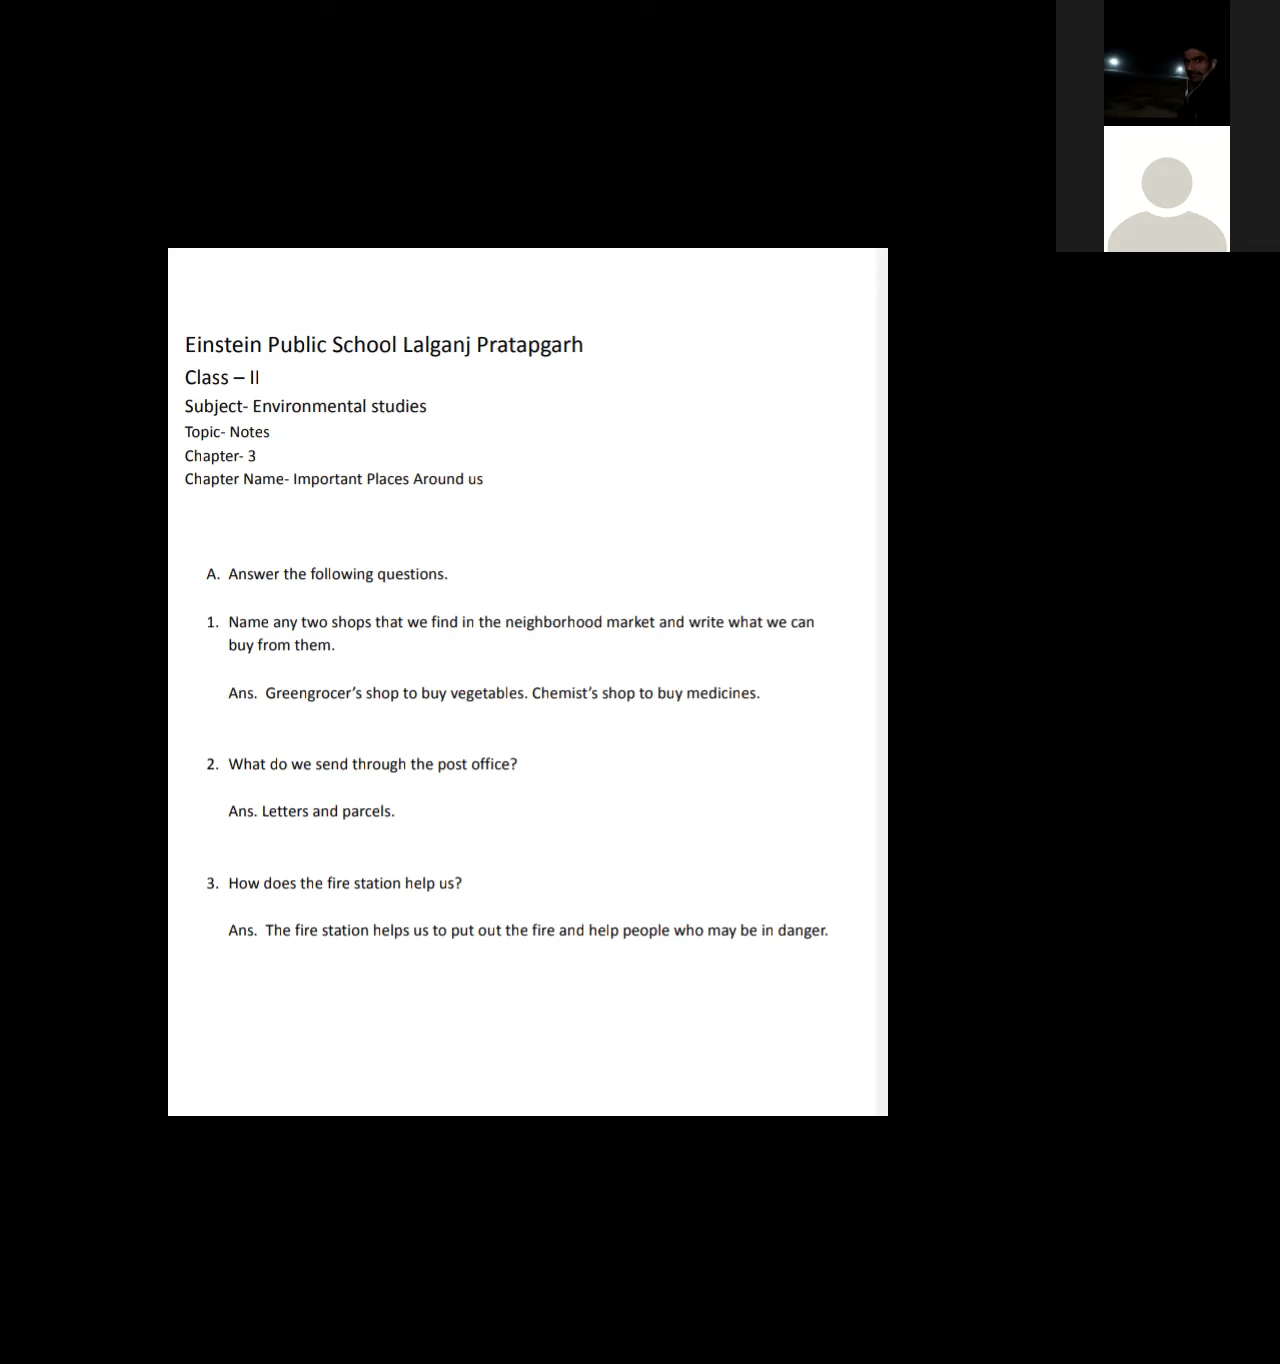 Einstein Public School Lalganj Pratapgarh
Class – II
Subject- Environmental studies
Topic- Notes
Chapter- 3
Chapter Name- Important Places Around us
A. Answer the following questions.
1. Name any two shops that we find in the neighborhood market and write what we can
buy from them.
Ans. Greengrocer’s shop to buy vegetables. Chemist’s shop to buy medicines.
2. What do we send through the post office?
Ans. Letters and parcels.
3. How does the fire station help us?
Ans. The fire station helps us to put out the fire and help people who may be in danger.